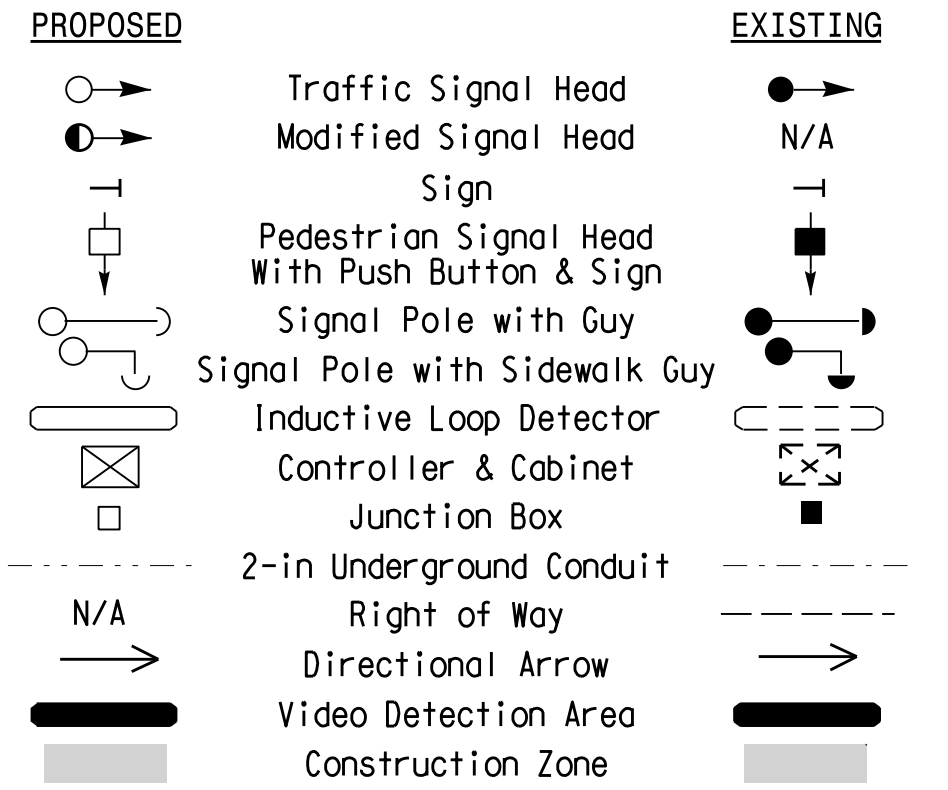 PROPOSED EXISTING
Traffic Signal Head
Modified Signal Head N/A
Sign
Pedestrian Signal Head
With Push Button & Sign
Signal Pole with Guy
Signal Pole with Sidewalk Guy
Inductive Loop Detector
Controller & Cabinet
Junction Box
2-in Underground Conduit
N/A Right of Way
Directional Arrow
Video Detection Area
Construction Zone